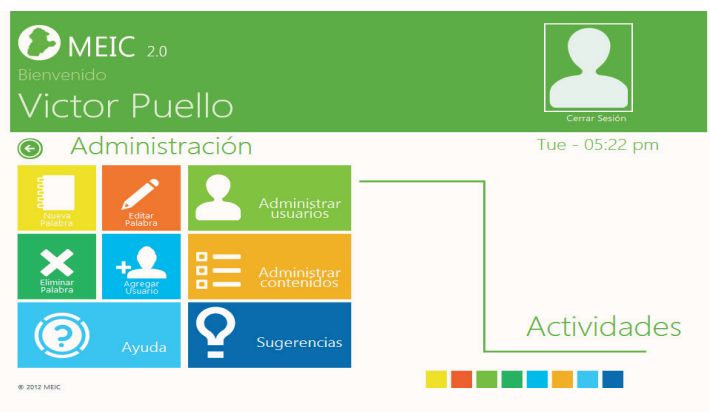 MEIC 2.0
Bienvenido
Victor Puello
Cerrar Sesión
Administración
Tue - 05:22 pm
Nueva
Palabra
Editar
Palabra
Administrar
usuarios
Eliminar
Palabra
Agregar
Usuario
Administrar
contenidos
Ayuda
Sugerencias
Actividades
© 2012 MEIC